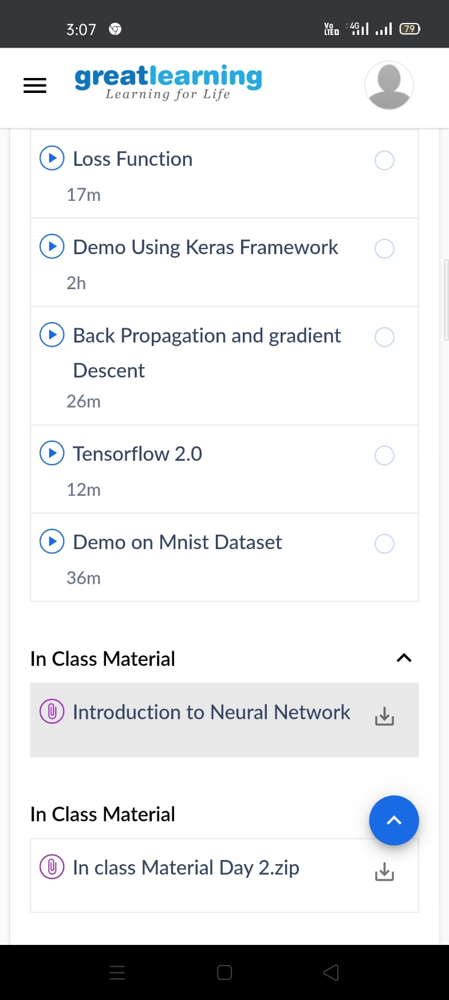 3:07
Vo LTE 4G 79
greatlearning
Learning for Life
Loss Function
17m
Demo Using Keras Framework
2h
Back Propagation and gradient
Descent
26m
Tensorflow 2.0
12m
Demo on Mnist Dataset
36m
In Class Material
Introduction to Neural Network
In Class Material
In class Material Day 2.zip